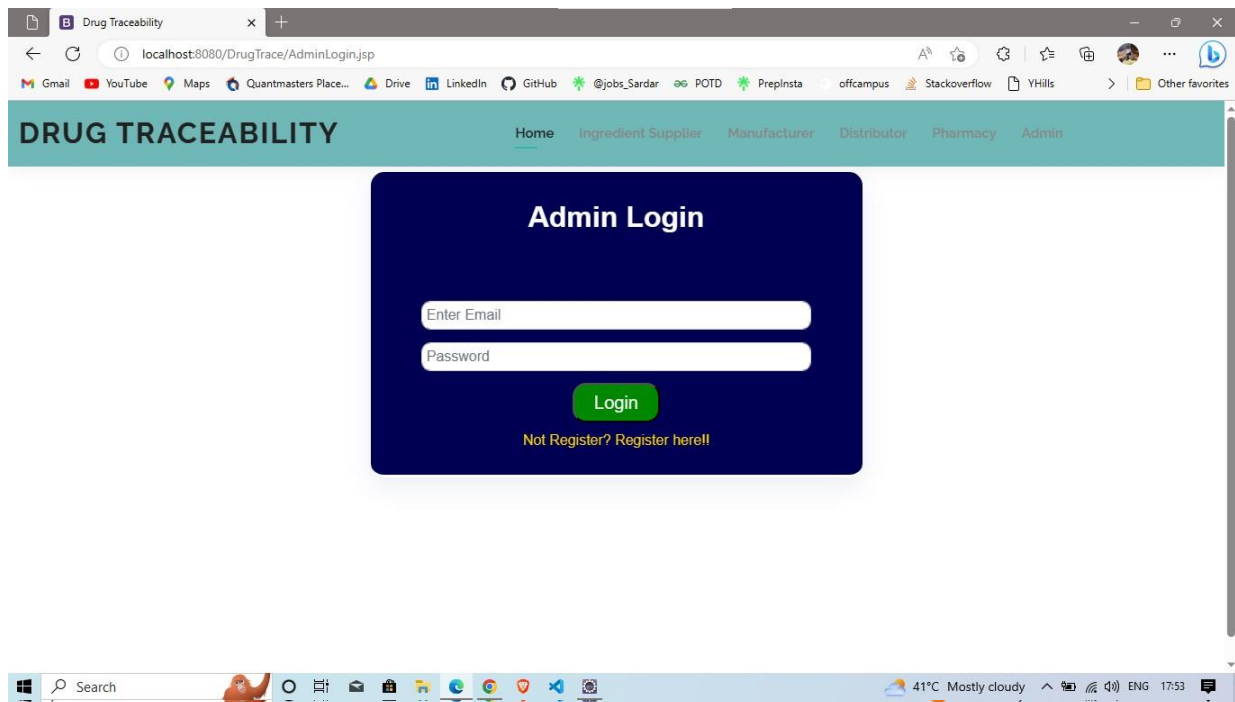 Drug Traceability
localhost:8080/DrugTrace/AdminLogin.jsp
Gmail YouTube Maps Quantmasters Place... Drive LinkedIn GitHub @jobs_Sardar POTD PrepInsta offcampus Stackoverflow YHills Other favorites
DRUG TRACEABILITY Home Ingredient Supplier Manufacturer Distributor Pharmacy Admin
Admin Login
Enter Email
Password
Login
Not Register? Register here!!
Search 41°C Mostly cloudy ENG 17:53